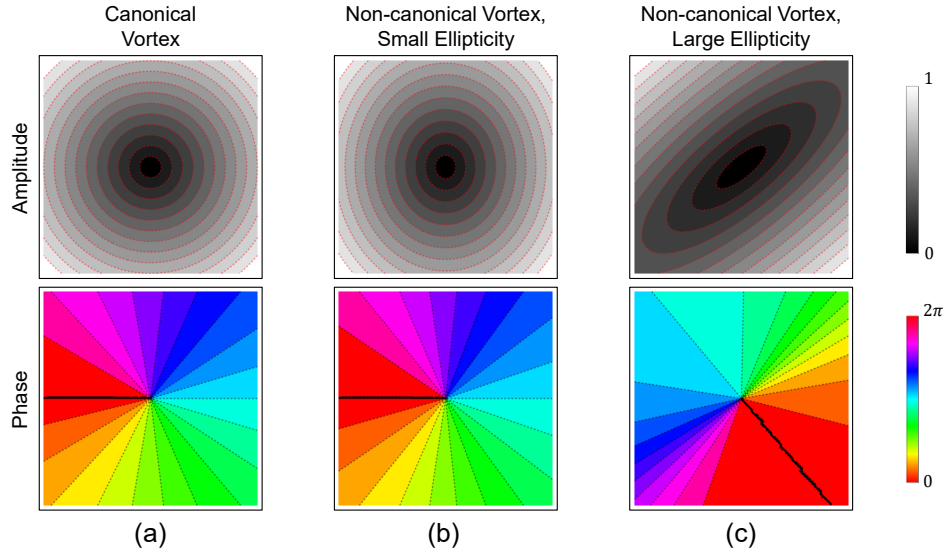 Canonical
Vortex
Non-canonical Vortex,
Small Ellipticity
Non-canonical Vortex,
Large Ellipticity
Amplitude
1
0
Phase
2π
0
(a)
(b)
(c)